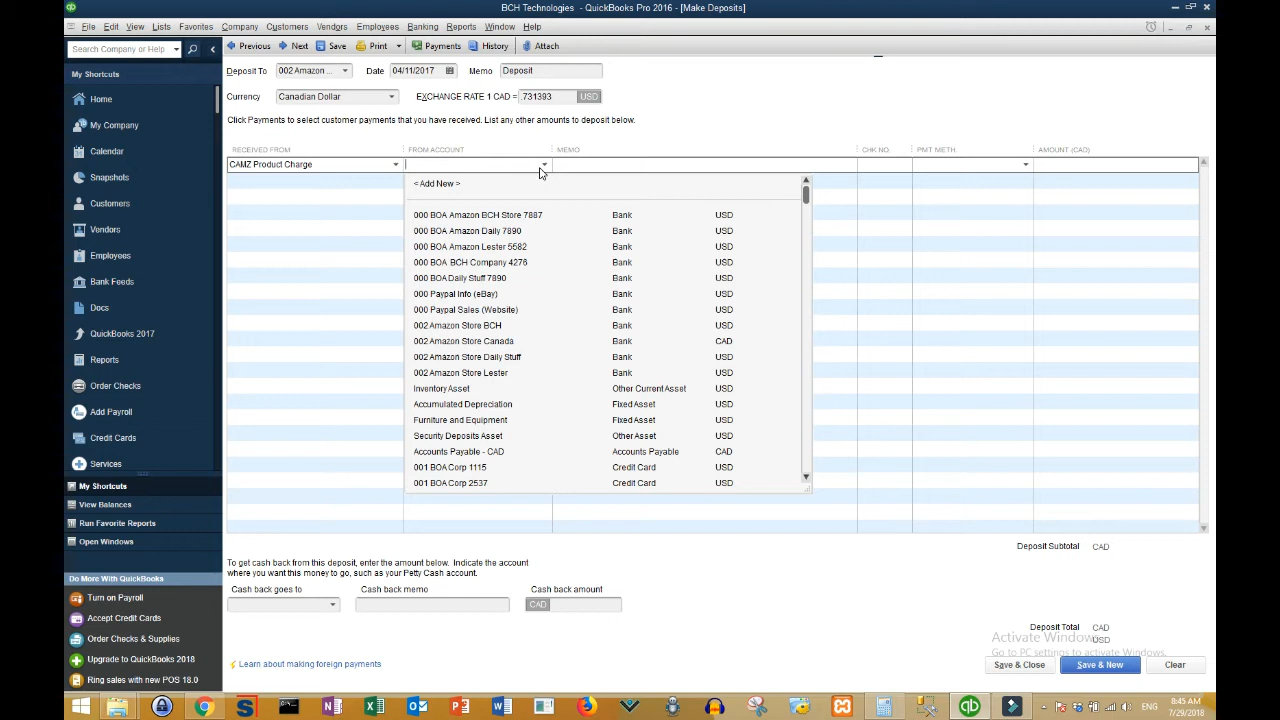 BCH Technologies - QuickBooks Pro 2016 - [Make Deposits]
File Edit View Lists Favorites Company Customers Vendors Employees Banking Reports Window Help
Search Company or Help
Previous Next Save Print Payments History Attach
My Shortcuts
Home
My Company
Calendar
Snapshots
Customers
Vendors
Employees
Bank Feeds
Docs
QuickBooks 2017
Reports
Order Checks
Add Payroll
Credit Cards
Services
My Shortcuts
View Balances
Run Favorite Reports
Open Windows
Do More With QuickBooks
Turn on Payroll
Accept Credit Cards
Order Checks & Supplies
Upgrade to QuickBooks 2018
Ring sales with new POS 18.0
Deposit To 002 Amazon ... Date 04/11/2017 Memo Deposit
Currency Canadian Dollar EXCHANGE RATE 1 CAD = .731393 USD
Click Payments to select customer payments that you have received. List any other amounts to deposit below.
RECEIVED FROM FROM ACCOUNT MEMO CHK NO. PMT METH. AMOUNT (CAD)
CAMZ Product Charge
< Add New >
000 BOA Amazon BCH Store 7887 Bank USD
000 BOA Amazon Daily 7890 Bank USD
000 BOA Amazon Lester 5582 Bank USD
000 BOA BCH Company 4276 Bank USD
000 BOA Daily Stuff 7890 Bank USD
000 Paypal Info (eBay) Bank USD
000 Paypal Sales (Website) Bank USD
002 Amazon Store BCH Bank USD
002 Amazon Store Canada Bank CAD
002 Amazon Store Daily Stuff Bank USD
002 Amazon Store Lester Bank USD
Inventory Asset Other Current Asset USD
Accumulated Depreciation Fixed Asset USD
Furniture and Equipment Fixed Asset USD
Security Deposits Asset Other Asset USD
Accounts Payable - CAD Accounts Payable CAD
001 BOA Corp 1115 Credit Card USD
001 BOA Corp 2537 Credit Card USD
Deposit Subtotal CAD
To get cash back from this deposit, enter the amount below. Indicate the account
where you want this money to go, such as your Petty Cash account.
Cash back goes to Cash back memo Cash back amount
CAD
Deposit Total CAD
USD
Activate Windows
Go to PC settings to activate Windows.
Learn about making foreign payments
Save & Close Save & New Clear
8:45 AM
7/29/2018